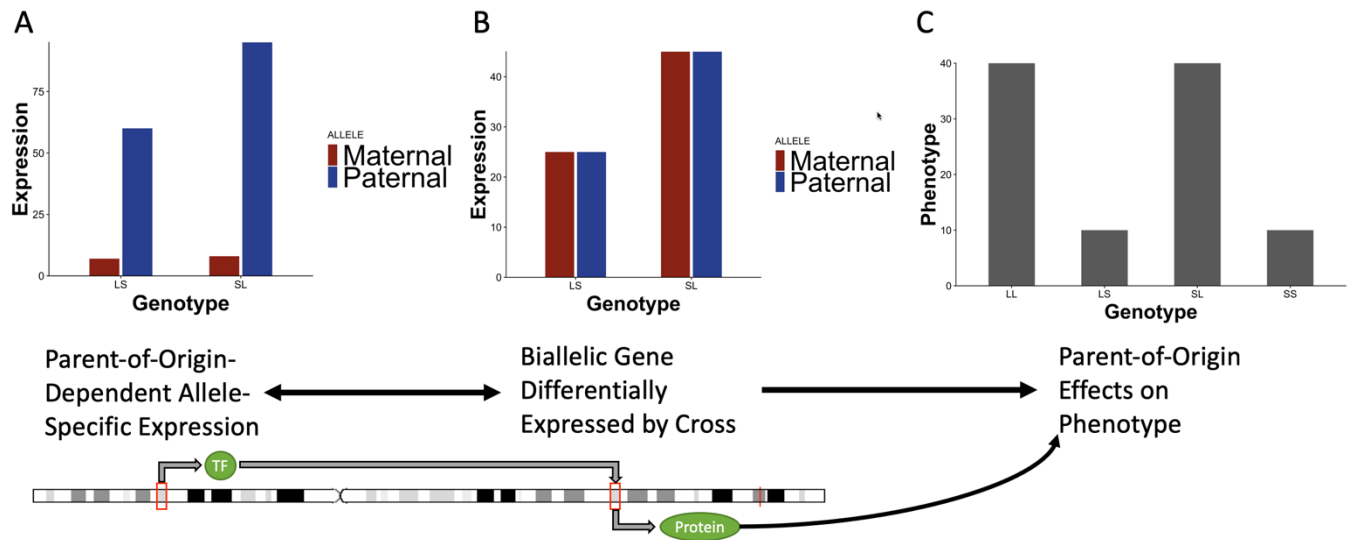 A
Expression
75
50
25
0
LS
SL
Genotype
ALLELE
Maternal
Paternal
B
Expression
40
30
20
10
0
LS
SL
Genotype
ALLELE
Maternal
Paternal
C
Phenotype
40
30
20
10
0
LL
LS
SL
SS
Genotype
Parent-of-Origin-
Dependent Allele-
Specific Expression
Biallelic Gene
Differentially
Expressed by Cross
Parent-of-Origin
Effects on
Phenotype
TF
Protein